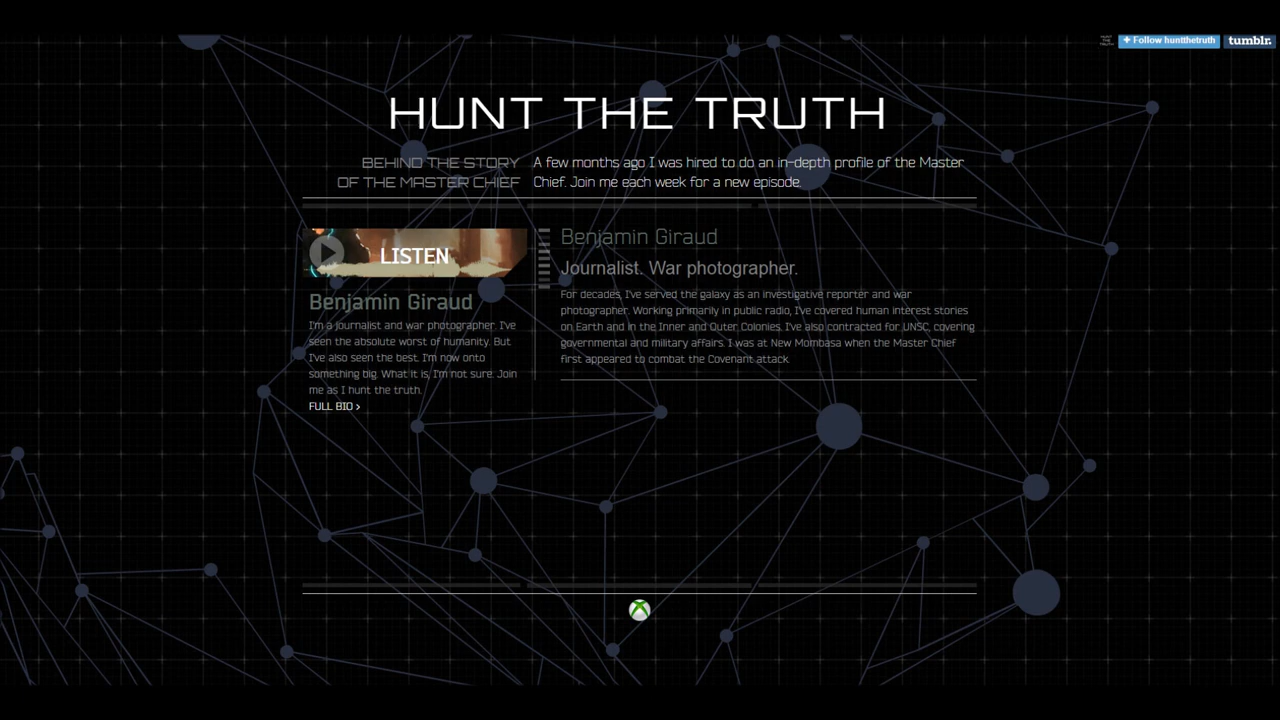 HUNT THE TRUTH
+ Follow huntthetruth
tumblr.
HUNT THE TRUTH
BEHIND THE STORY
OF THE MASTER CHIEF
A few months ago I was hired to do an in-depth profile of the Master
Chief. Join me each week for a new episode.
LISTEN
Benjamin Giraud
I'm a journalist and war photographer. I've
seen the absolute worst of humanity. But
I've also seen the best. I'm now onto
something big. What it is, I'm not sure. Join
me as I hunt the truth.
FULL BIO >
Benjamin Giraud
Journalist. War photographer.
For decades, I've served the galaxy as an investigative reporter and war
photographer. Working primarily in public radio, I've covered human interest stories
on Earth and in the Inner and Outer Colonies. I've also contracted for UNSC, covering
governmental and military affairs. I was at New Mombasa when the Master Chief
first appeared to combat the Covenant attack.